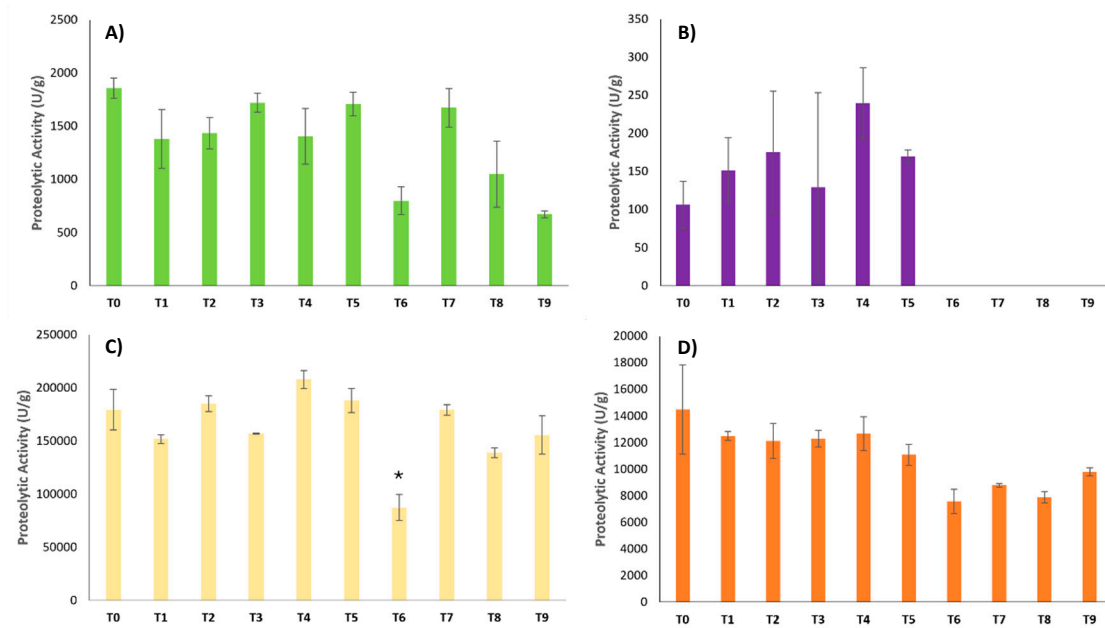 A)
Proteolytic Activity (U/g)
2500
2000
1500
1000
500
0
T0 T1 T2 T3 T4 T5 T6 T7 T8 T9
B)
Proteolytic Activity (U/g)
350
300
250
200
150
100
50
0
T0 T1 T2 T3 T4 T5 T6 T7 T8 T9
C)
Proteolytic Activity (U/g)
250000
200000
150000
100000
50000
0
*
T0 T1 T2 T3 T4 T5 T6 T7 T8 T9
D)
Proteolytic Activity (U/g)
20000
18000
16000
14000
12000
10000
8000
6000
4000
2000
0
T0 T1 T2 T3 T4 T5 T6 T7 T8 T9